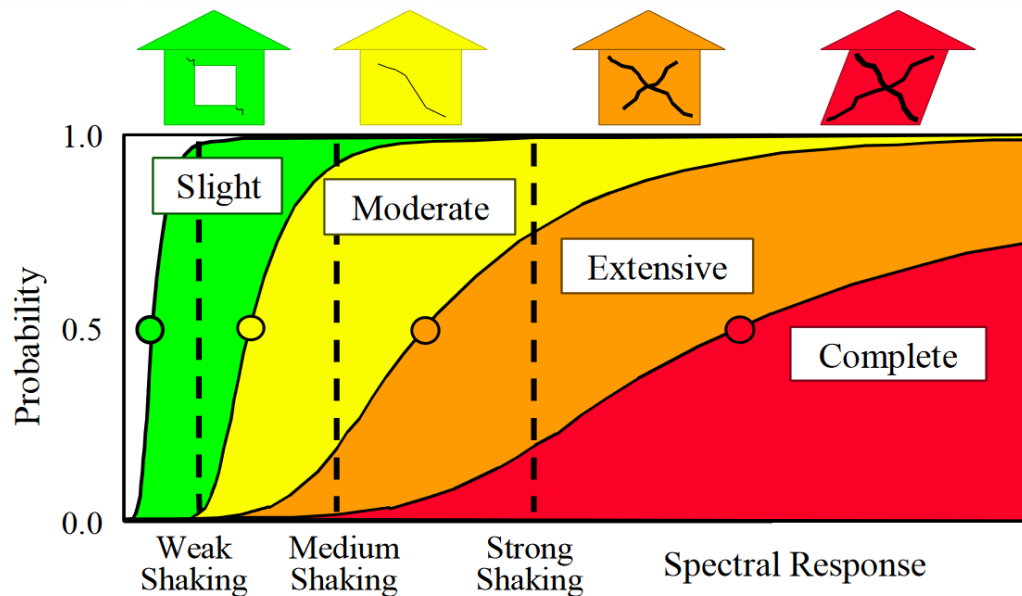 1.0
Slight
Moderate
Extensive
Probability
0.5
Complete
0.0
Weak
Shaking
Medium
Shaking
Strong
Shaking
Spectral Response